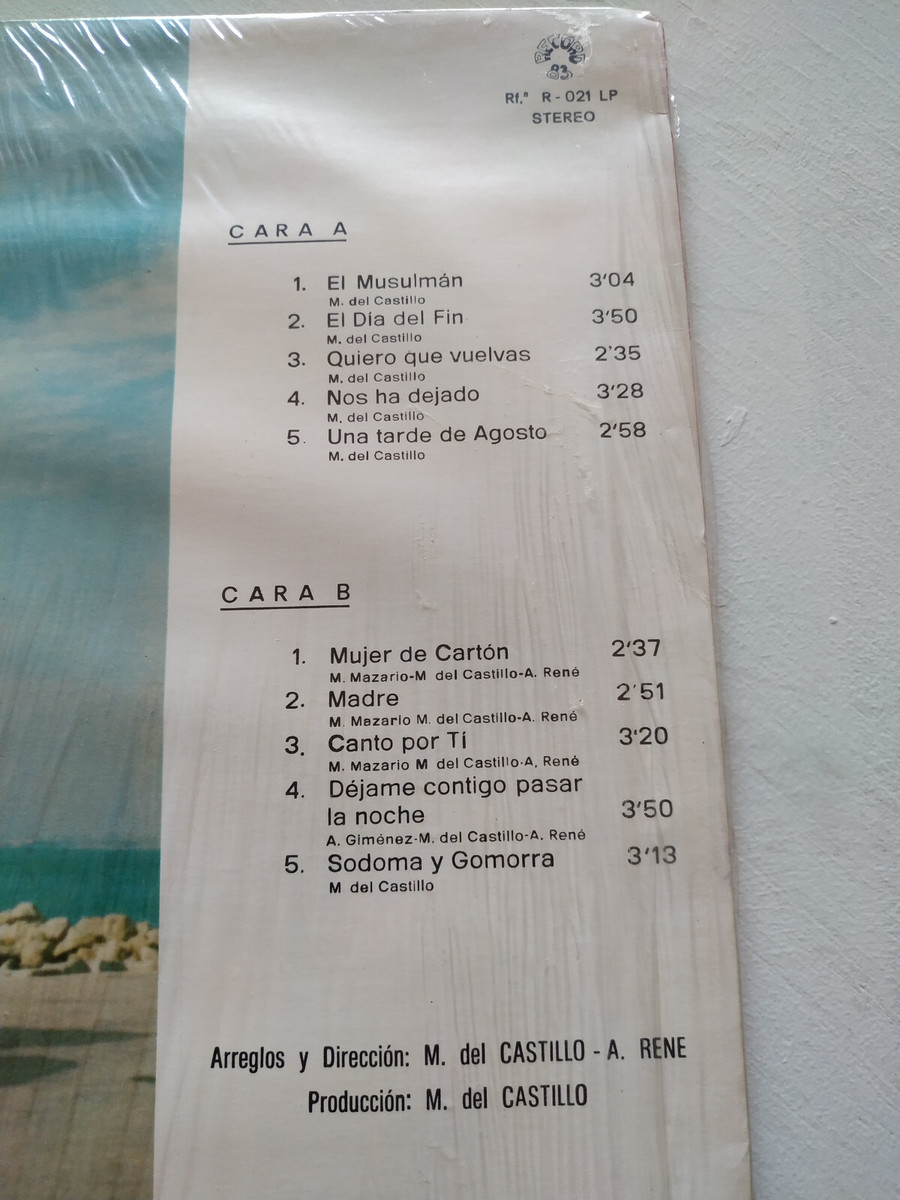 RECORD
83
Rf.ª R-021 LP
STEREO
CARA A
1. El Musulmán 3'04
M. del Castillo
2. El Día del Fin 3'50
M. del Castillo
3. Quiero que vuelvas 2'35
M. del Castillo
4. Nos ha dejado 3'28
M. del Castillo
5. Una tarde de Agosto 2'58
M. del Castillo
CARA B
1. Mujer de Cartón 2'37
M. Mazario-M del Castillo-A. René
2. Madre 2'51
M. Mazario M. del Castillo-A. René
3. Canto por Tí 3'20
M. Mazario M del Castillo-A. René
4. Déjame contigo pasar
la noche 3'50
A. Giménez-M. del Castillo-A. René
5. Sodoma y Gomorra 3'13
M del Castillo
Arreglos y Dirección: M. del CASTILLO - A. RENE
Producción: M. del CASTILLO